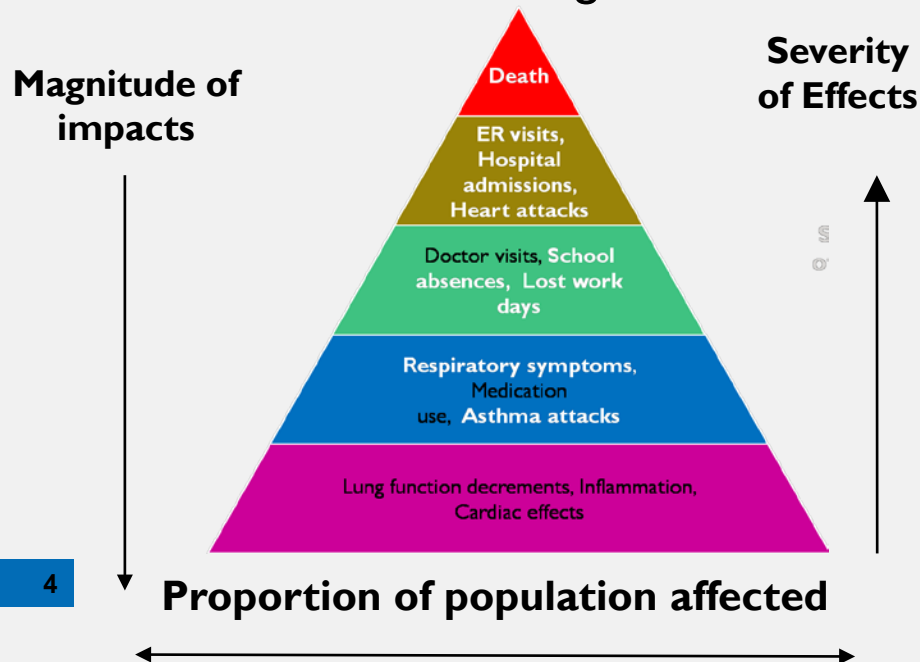 Magnitude of
impacts
Severity
of Effects
Death
ER visits,
Hospital
admissions,
Heart attacks
Doctor visits, School
absences, Lost work
days
Respiratory symptoms,
Medication
use, Asthma attacks
Lung function decrements, Inflammation,
Cardiac effects
4
Proportion of population affected